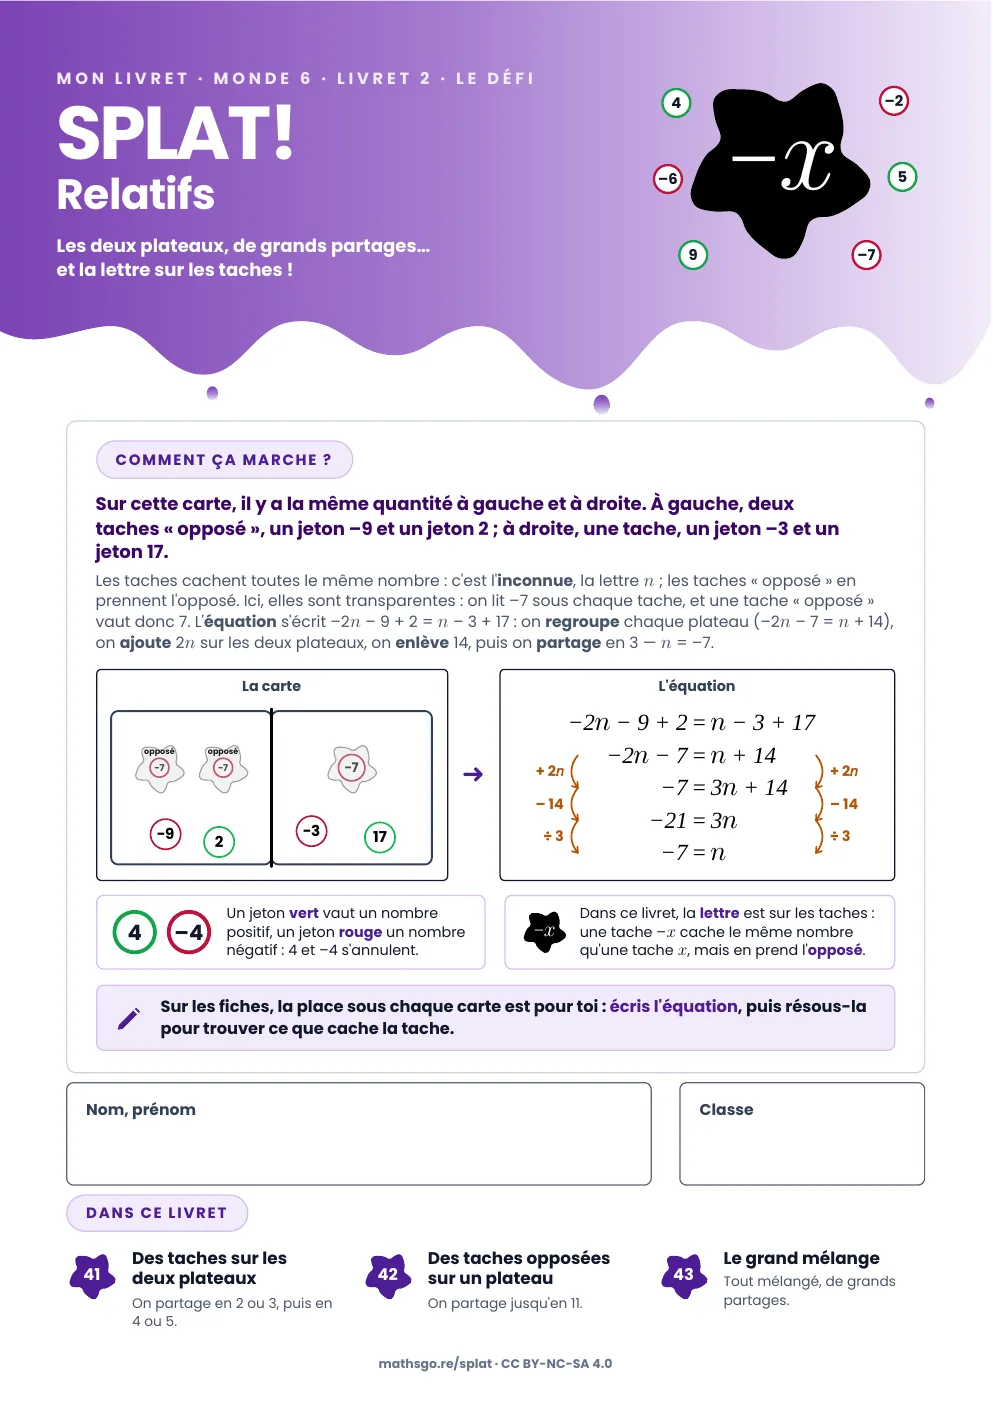 MON LIVRET · MONDE 6 · LIVRET 2 · LE DÉFI
SPLAT!
Relatifs
Les deux plateaux, de grands partages…
et la lettre sur les taches !
4
−2
−x
−6
5
9
−7
COMMENT ÇA MARCHE ?
Sur cette carte, il y a la même quantité à gauche et à droite. À gauche, deux
taches « opposé », un jeton −9 et un jeton 2 ; à droite, une tache, un jeton −3 et un
jeton 17.
Les taches cachent toutes le même nombre : c'est l'inconnue, la lettre n ; les taches « opposé » en
prennent l'opposé. Ici, elles sont transparentes : on lit −7 sous chaque tache, et une tache « opposé »
vaut donc 7. L'équation s'écrit −2n − 9 + 2 = n − 3 + 17 : on regroupe chaque plateau (−2n − 7 = n + 14),
on ajoute 2n sur les deux plateaux, on enlève 14, puis on partage en 3 — n = −7.
La carte
opposé
−7
opposé
−7
−7
−9
2
−3
17
L'équation
−2n − 9 + 2 = n − 3 + 17
−2n − 7 = n + 14
+ 2n
+ 2n
−7 = 3n + 14
− 14
− 14
−21 = 3n
÷ 3
÷ 3
−7 = n
4
−4
Un jeton vert vaut un nombre
positif, un jeton rouge un nombre
négatif : 4 et −4 s'annulent.
−x
Dans ce livret, la lettre est sur les taches :
une tache −x cache le même nombre
qu'une tache x, mais en prend l'opposé.
Sur les fiches, la place sous chaque carte est pour toi : écris l'équation, puis résous-la
pour trouver ce que cache la tache.
Nom, prénom
Classe
DANS CE LIVRET
41
Des taches sur les
deux plateaux
On partage en 2 ou 3, puis en
4 ou 5.
42
Des taches opposées
sur un plateau
On partage jusqu'en 11.
43
Le grand mélange
Tout mélangé, de grands
partages.
mathsgo.re/splat · CC BY-NC-SA 4.0